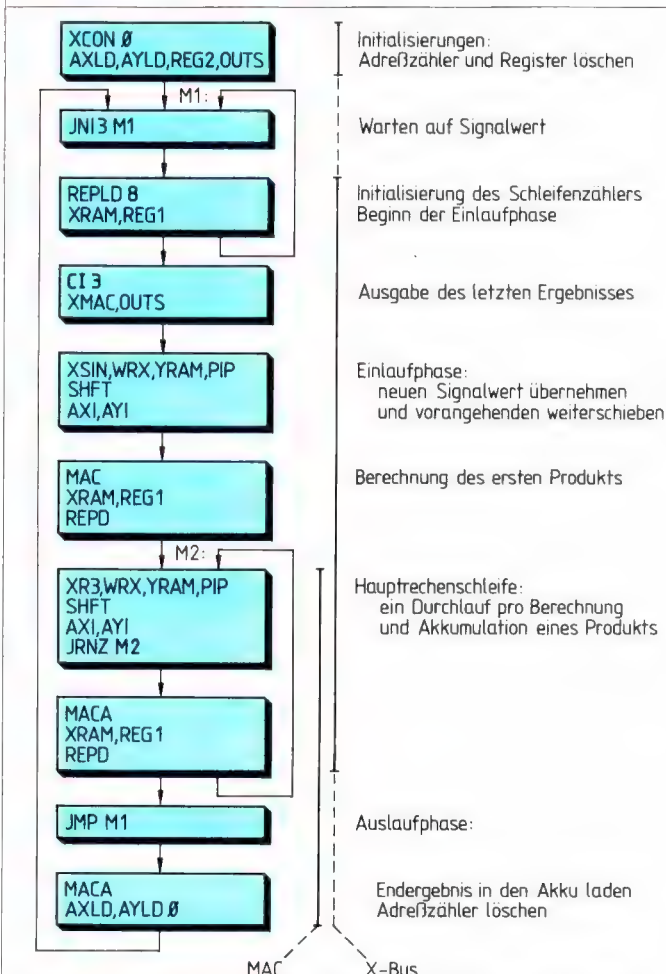 XCON Ø
AXLD,AYLD,REG2,OUTS
Initialisierungen:
Adreßzähler und Register löschen
M1:
JNI3 M1
Warten auf Signalwert
REPLD 8
XRAM,REG1
Initialisierung des Schleifenzählers
Beginn der Einlaufphase
CI 3
XMAC,OUTS
Ausgabe des letzten Ergebnisses
XSIN,WRX,YRAM,PIP
SHFT
AXI,AYI
Einlaufphase:
neuen Signalwert übernehmen
und vorangehenden weiterschieben
MAC
XRAM,REG1
REPD
Berechnung des ersten Produkts
M2:
XR3,WRX,YRAM,PIP
SHFT
AXI,AYI
JRNZ M2
Hauptrechenschleife:
ein Durchlauf pro Berechnung
und Akkumulation eines Produkts
MACA
XRAM,REG1
REPD
JMP M1
Auslaufphase:
MACA
AXLD,AYLD Ø
Endergebnis in den Akku laden
Adreßzähler löschen
MAC
X-Bus